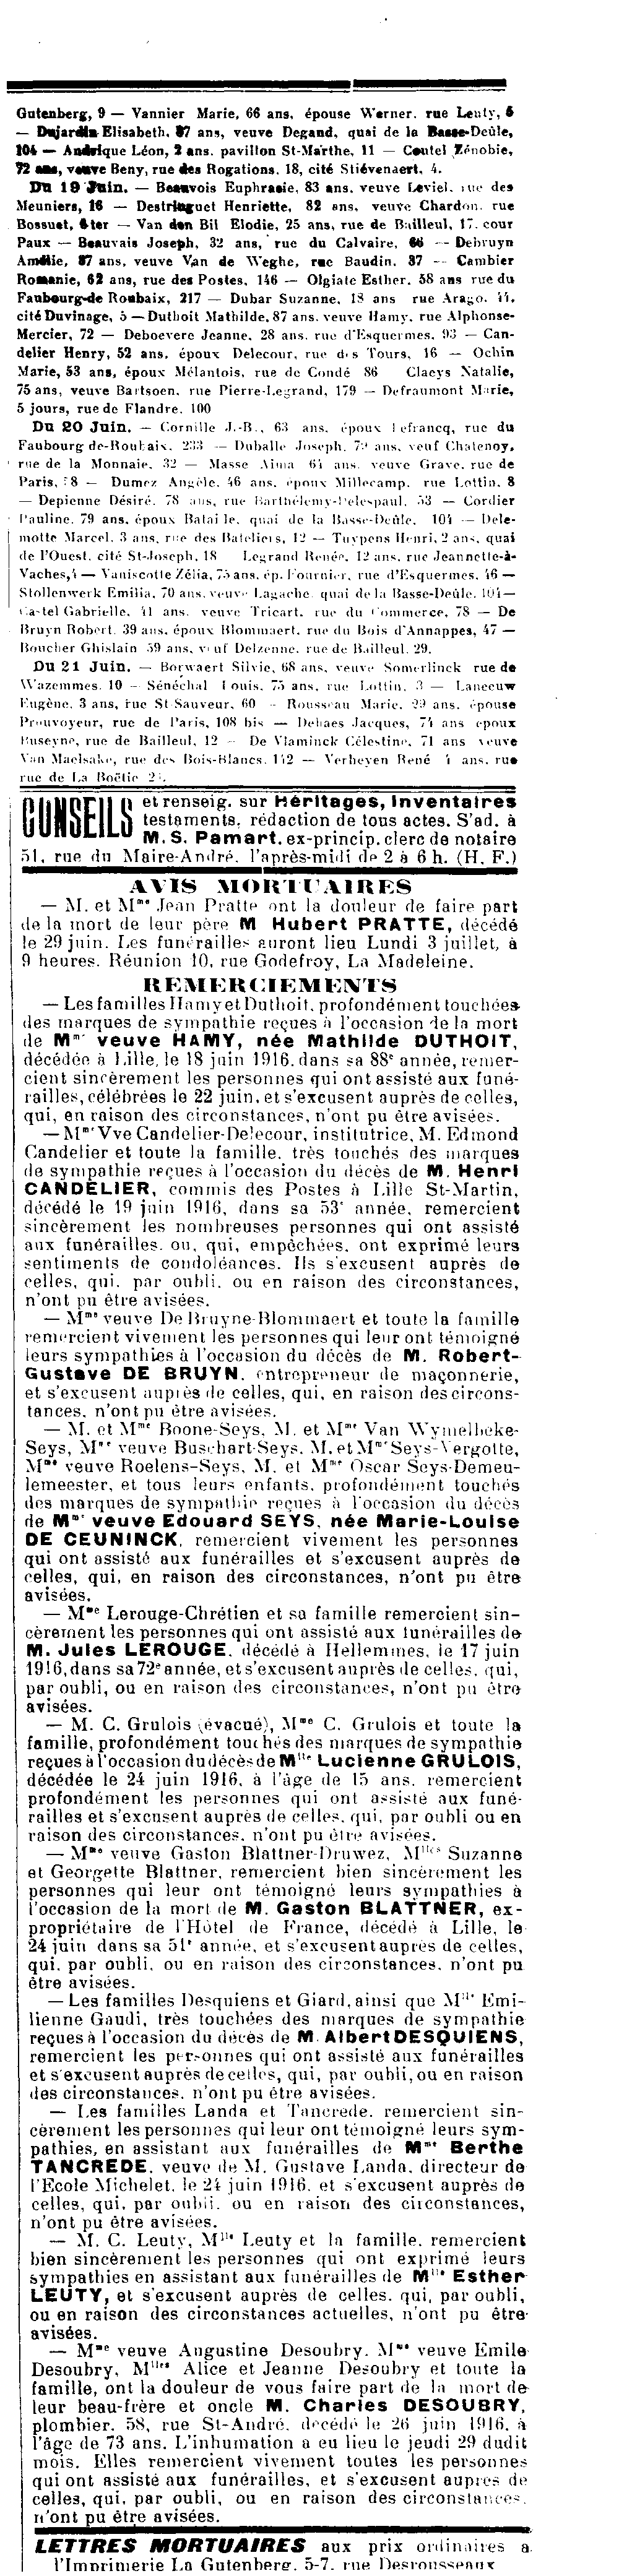 Gutenberg, 9 — Vannier Marie, 66 ans, épouse Werner, rue Leuty, 5
— Dujardin Elisabeth, 87 ans, veuve Degand, quai de la Basse-Deûle,
104 — Andrique Léon, 2 ans, pavillon St-Marthe, 11 — Coutel Zénobie,
72 ans, veuve Beny, rue des Rogations, 18, cité Stiévenaert, 4.
Du 19 Juin. — Beauvois Euphrasie, 83 ans, veuve Leviel, rue des
Meuniers, 16 — Destringuet Henriette, 82 ans, veuve Chardon, rue
Bossuet, 4ter — Van den Bil Elodie, 25 ans, rue de Bailleul, 17, cour
Paux — Beauvais Joseph, 32 ans, rue du Calvaire, 66 — Debruyn
Amélie, 87 ans, veuve Van de Weghe, rue Baudin, 37 — Cambier
Romanie, 62 ans, rue des Postes, 146 — Olgiate Esther, 58 ans rue du
Faubourg-de Roubaix, 217 — Dubar Suzanne, 18 ans rue Arago, 44,
cité Duvinage, 5 — Duthoit Mathilde, 87 ans, veuve Hamy, rue Alphonse-
Mercier, 72 — Deboevere Jeanne, 28 ans, rue d'Esquermes, 93 — Can-
delier Henry, 52 ans, époux Delecour, rue des Tours, 16 — Ochin
Marie, 53 ans, époux Mélantois, rue de Condé 86 Claeys Natalie,
75 ans, veuve Bartsoen, rue Pierre-Legrand, 179 — Defraumont Marie,
5 jours, rue de Flandre, 100
Du 20 Juin. — Cornille J.-B., 63 ans, époux Lefrancq, rue du
Faubourg de-Roubaix, 233 — Duballe Joseph, 79 ans, veuf Chatenoy,
rue de la Monnaie, 32 — Masse Aima 64 ans, veuve Grave, rue de
Paris, 8 — Dumez Angèle, 46 ans, époux Millecamp, rue Lottin, 8
— Depienne Désiré, 78 ans, rue Barthélemy-Delespaul, 53 — Cordier
Pauline, 79 ans, époux Bataille, quai de la Basse-Deûle, 104 — Dele-
motte Marcel, 3 ans, rue des Bateliers, 12 — Tuypens Henri, 2 ans, quai
de l'Ouest, cité St-Joseph, 18 Legrand Renée, 12 ans, rue Jeannette-à-
Vaches, 4 — Vaniscotte Zélia, 75 ans, ép. Fournier, rue d'Esquermes, 46 —
Stollenwerk Emilia, 70 ans, veuve Lagache quai de la Basse-Deûle, 104 —
Castel Gabrielle, 41 ans, veuve Tricart, rue du Commerce, 78 — De
Bruyn Robert, 39 ans, époux Blommaert, rue du Bois d'Annappes, 47 —
Boucher Ghislain 59 ans, veuf Delzenne, rue de Bailleul, 29.
Du 21 Juin. — Borwaert Silvie, 68 ans, veuve Somerlinck rue de
Wazemmes, 10 – Sénéchal Louis, 75 ans, rue Lottin, 3 — Laneeuw
Eugène, 3 ans, rue St Sauveur, 60 – Rousseau Marie, 29 ans, épouse
Prouvoyeur, rue de Paris, 108 bis — Dehaes Jacques, 74 ans époux
Buseyne, rue de Bailleul, 12 – De Vlaminck Célestine, 71 ans veuve
Van Maelsake, rue des Bois-Blancs, 142 — Verheyen René 4 ans, rue
rue de La Boëtie
CONSEILS et renseig. sur Héritages, Inventaires
testaments, rédaction de tous actes. S'ad. à
M. S. Pamart, ex-princip. clerc de notaire
51, rue du Maire-André, l'après-midi de 2 à 6 h. (H. F.)
AVIS MORTUAIRES
— M. et Mme Jean Pratte ont la douleur de faire part
de la mort de leur père M Hubert PRATTE, décédé
le 29 juin. Les funérailles auront lieu Lundi 3 juillet, à
9 heures. Réunion 10, rue Godefroy, La Madeleine.
REMERCIEMENTS
— Les familles Hamy et Duthoit, profondément touchées
des marques de sympathie reçues à l'occasion de la mort
de Mme veuve HAMY, née Mathilde DUTHOIT,
décédée à Lille, le 18 juin 1916, dans sa 88e année, remer-
cient sincèrement les personnes qui ont assisté aux funé-
railles, célébrées le 22 juin, et s'excusent auprès de celles,
qui, en raison des circonstances, n'ont pu être avisées.
— Mme Vve Candelier-Delecour, institutrice, M. Edmond
Candelier et toute la famille, très touchés des marques
de sympathie reçues à l'occasion du décès de M. Henri
CANDELIER, commis des Postes à Lille St-Martin,
décédé le 19 juin 1916, dans sa 53e année, remercient
sincèrement les nombreuses personnes qui ont assisté
aux funérailles, ou, qui, empêchées, ont exprimé leurs
sentiments de condoléances. Ils s'excusent auprès de
celles, qui, par oubli, ou en raison des circonstances,
n'ont pu être avisées.
— Mme veuve De Bruyne-Blommaert et toute la famille
remercient vivement les personnes qui leur ont témoigné
leurs sympathies à l'occasion du décès de M. Robert-
Gustave DE BRUYN, entrepreneur de maçonnerie,
et s'excusent auprès de celles, qui, en raison des circons-
tances, n'ont pu être avisées.
— M. et Mme Boone-Seys, M. et Mme Van Wymelbeke-
Seys, Mme veuve Buschart-Seys, M. et Mme Seys-Vergotte,
Mme veuve Roelens-Seys, M. et Mme Oscar Seys-Demeu-
lemeester, et tous leurs enfants, profondément touchés
des marques de sympathie reçues à l'occasion du décès
de Mme veuve Edouard SEYS, née Marie-Louise
DE CEUNINCK, remercient vivement les personnes
qui ont assisté aux funérailles et s'excusent auprès de
celles, qui, en raison des circonstances, n'ont pu être
avisées.
— Mme Lerouge-Chrétien et sa famille remercient sin-
cèrement les personnes qui ont assisté aux funérailles de
M. Jules LEROUGE, décédé à Hellemmes, le 17 juin
1916, dans sa 72e année, et s'excusent auprès de celles, qui,
par oubli, ou en raison des circonstances, n'ont pu être
avisées.
— M. C. Grulois (évacué), Mme C. Grulois et toute la
famille, profondément touchés des marques de sympathie
reçues à l'occasion du décès de Mlle Lucienne GRULOIS,
décédée le 24 juin 1916, à l'âge de 15 ans, remercient
profondément les personnes qui ont assisté aux funé-
railles et s'excusent auprès de celles, qui, par oubli ou en
raison des circonstances, n'ont pu être avisées.
— Mme veuve Gaston Blattner-Druwez, Mlles Suzanne
et Georgette Blattner, remercient bien sincèrement les
personnes qui leur ont témoigné leurs sympathies à
l'occasion de la mort de M. Gaston BLATTNER, ex-
propriétaire de l'Hôtel de France, décédé à Lille, le
24 juin dans sa 51e année, et s'excusent auprès de celles,
qui, par oubli, ou en raison des circonstances, n'ont pu
être avisées.
— Les familles Desquiens et Giard, ainsi que Mlle Emi-
lienne Gaudi, très touchées des marques de sympathie
reçues à l'occasion du décès de M. Albert DESQUIENS,
remercient les personnes qui ont assisté aux funérailles
et s'excusent auprès de celles, qui, par oubli, ou en raison
des circonstances, n'ont pu être avisées.
— Les familles Landa et Tancrede, remercient sin-
cèrement les personnes qui leur ont témoigné leurs sym-
pathies, en assistant aux funérailles de Mme Berthe
TANCREDE, veuve de M. Gustave Landa, directeur de
l'Ecole Michelet, le 24 juin 1916, et s'excusent auprès de
celles, qui, par oubli, ou en raison des circonstances,
n'ont pu être avisées.
— M. C. Leuty, Mlle Leuty et la famille, remercient
bien sincèrement les personnes qui ont exprimé leurs
sympathies en assistant aux funérailles de Mlle Esther
LEUTY, et s'excusent auprès de celles, qui, par oubli,
ou en raison des circonstances actuelles, n'ont pu être
avisées.
— Mme veuve Augustine Desoubry, Mme veuve Emile
Desoubry, Mlles Alice et Jeanne Desoubry et toute la
famille, ont la douleur de vous faire part de la mort de
leur beau-frère et oncle M. Charles DESOUBRY,
plombier, 58, rue St-André, décédé le 26 juin 1916, à
l'âge de 73 ans. L'inhumation a eu lieu le jeudi 29 dudit
mois. Elles remercient vivement toutes les personnes
qui ont assisté aux funérailles, et s'excusent auprès de
celles, qui, par oubli, ou en raison des circonstances,
n'ont pu être avisées.
LETTRES MORTUAIRES aux prix ordinaires a
l'Imprimerie La Gutenberg, 5-7, rue Desrousseaux